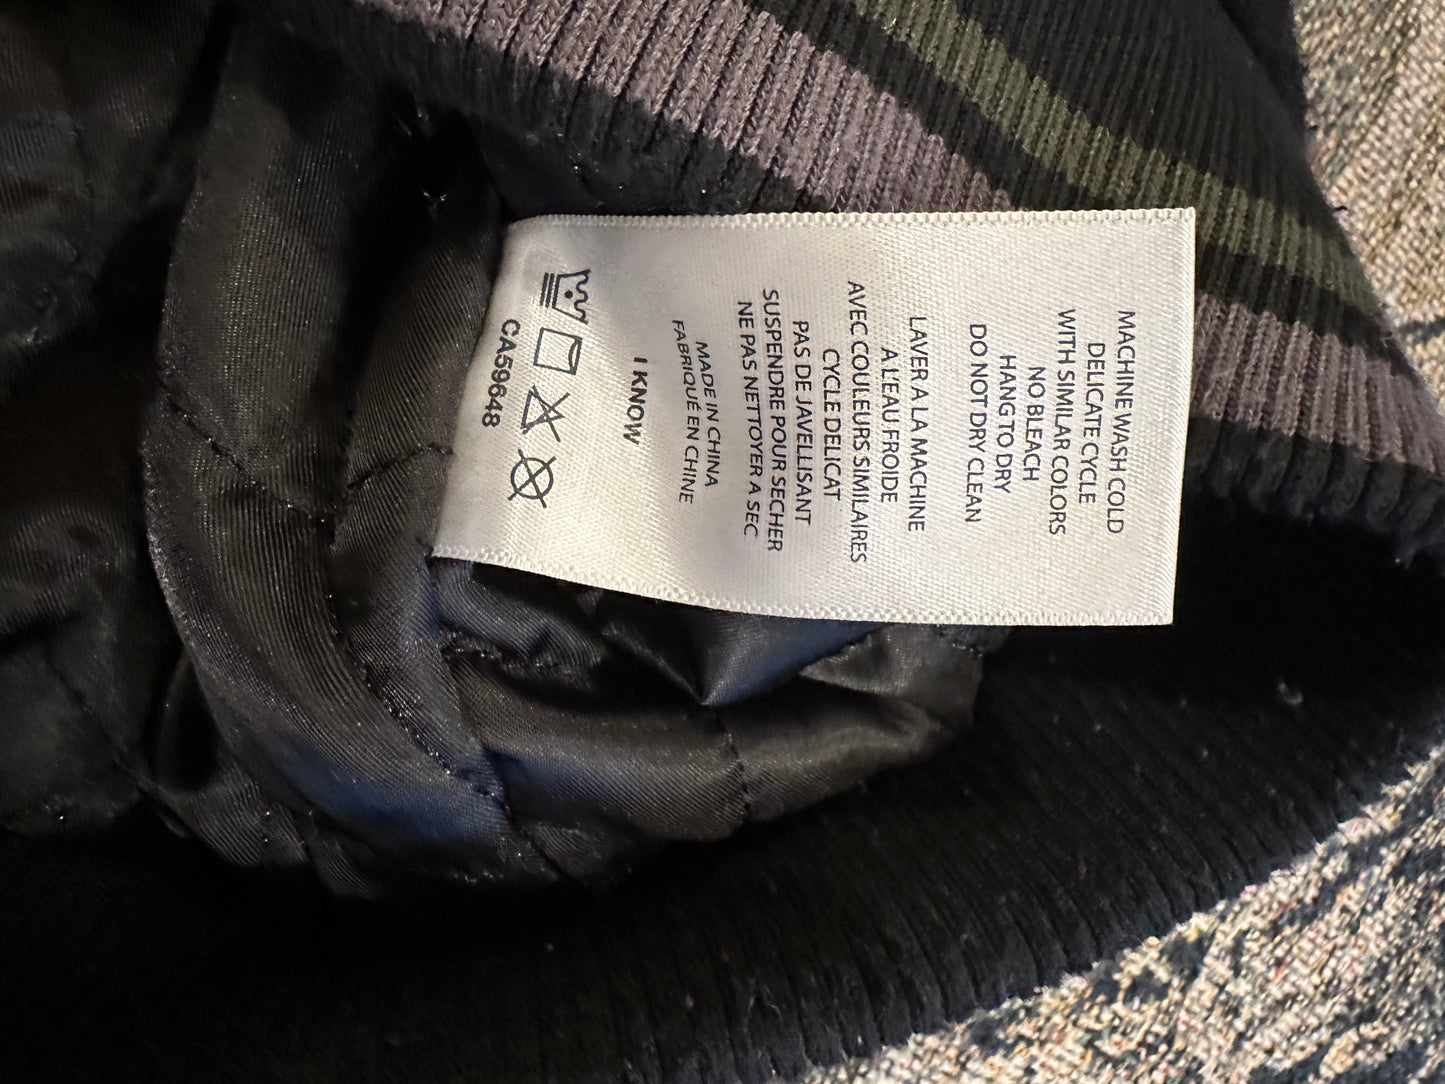 MACHINE WASH COLD
DELICATE CYCLE
WITH SIMILAR COLORS
NO BLEACH
HANG TO DRY
DO NOT DRY CLEAN
LAVER A LA MACHINE
A L'EAU FROIDE
AVEC COULEURS SIMILAIRES
CYCLE DELICAT
PAS DE JAVELLISANT
SUSPENDRE POUR SECHER
NE PAS NETTOYER A SEC
MADE IN CHINA
FABRIQUÉ EN CHINE
I KNOW
CA59648